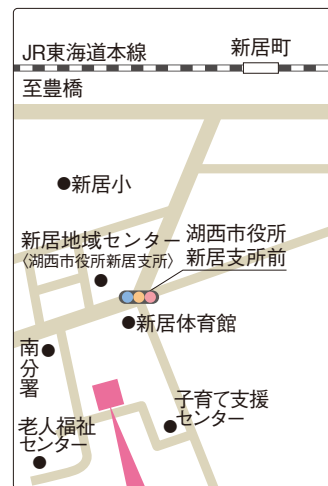 JR東海道本線
新居町
至豊橋
●新居小
新居地域センター
〈湖西市役所新居支所〉
湖西市役所
新居支所前
●新居体育館
南分署
子育て支援
センター
老人福祉
センター